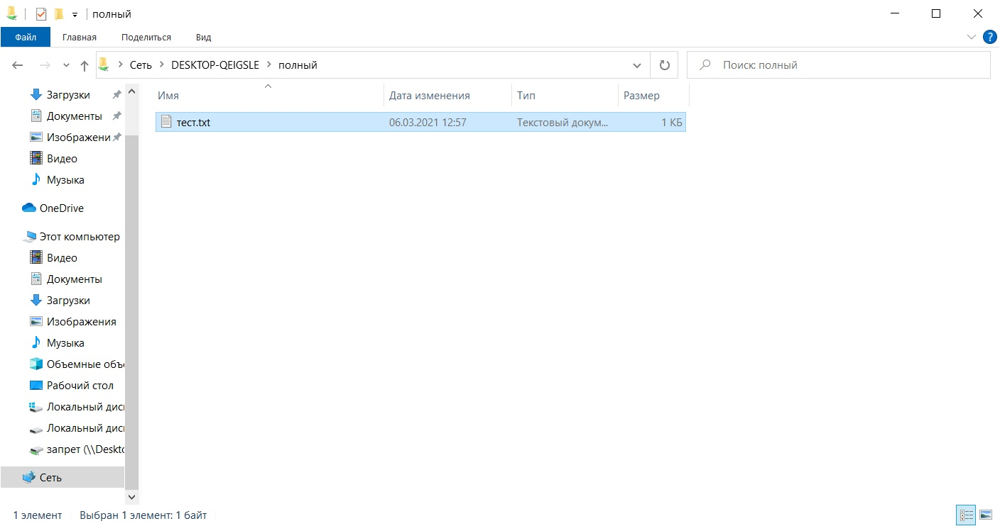 полный
Файл Главная Поделиться Вид
Сеть DESKTOP-QEIGSLE полный Поиск: полный
Имя Дата изменения Тип Размер
тест.txt 06.03.2021 12:57 Текстовый докум... 1 КБ
Загрузки
Документы
Изображени
Видео
Музыка
OneDrive
Этот компьютер
Видео
Документы
Загрузки
Изображения
Музыка
Объемные объ
Рабочий стол
Локальный дис
Локальный дис
запрет (\\Deskto
Сеть
1 элемент Выбран 1 элемент: 1 байт